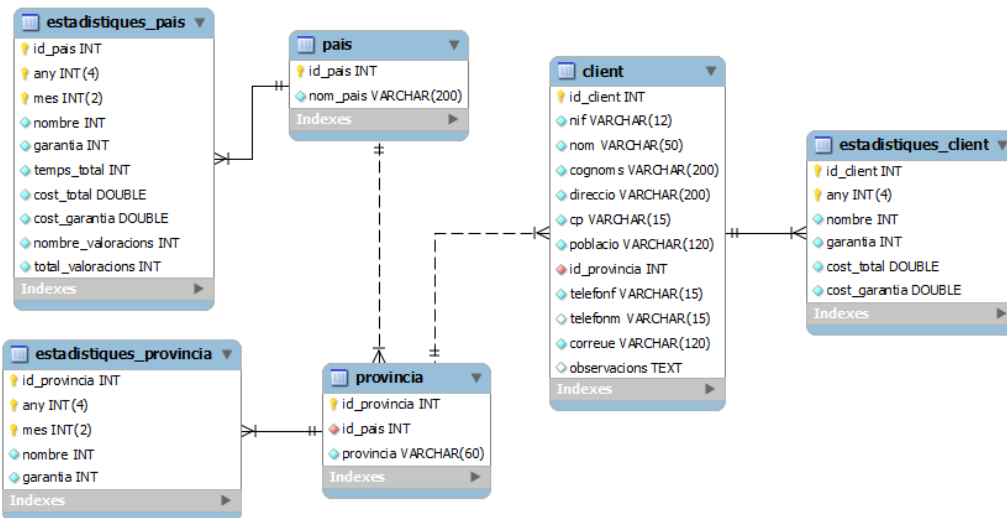 estadistiques_pais
id_pais INT
any INT(4)
mes INT(2)
nombre INT
garantia INT
temps_total INT
cost_total DOUBLE
cost_garantia DOUBLE
nombre_valoracions INT
total_valoracions INT
Indexes
pais
id_pais INT
nom_pais VARCHAR(200)
Indexes
client
id_client INT
nif VARCHAR(12)
nom VARCHAR(50)
cognoms VARCHAR(200)
direccio VARCHAR(200)
cp VARCHAR(15)
poblacio VARCHAR(120)
id_provincia INT
telefonf VARCHAR(15)
telefonm VARCHAR(15)
correue VARCHAR(120)
observacions TEXT
Indexes
estadistiques_client
id_client INT
any INT(4)
nombre INT
garantia INT
cost_total DOUBLE
cost_garantia DOUBLE
Indexes
estadistiques_provincia
id_provincia INT
any INT(4)
mes INT(2)
nombre INT
garantia INT
Indexes
provincia
id_provincia INT
id_pais INT
provincia VARCHAR(60)
Indexes